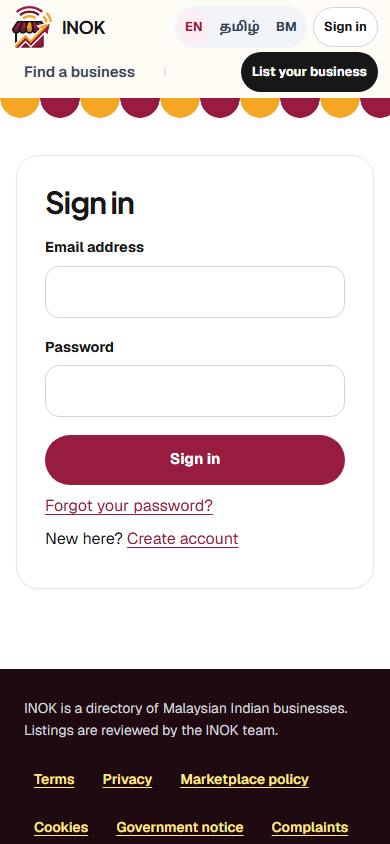 INOK
EN தமிழ் BM
Sign in
Find a business
List your business
Sign in
Email address
Password
Sign in
Forgot your password?
New here? Create account
INOK is a directory of Malaysian Indian businesses.
Listings are reviewed by the INOK team.
Terms Privacy Marketplace policy
Cookies Government notice Complaints